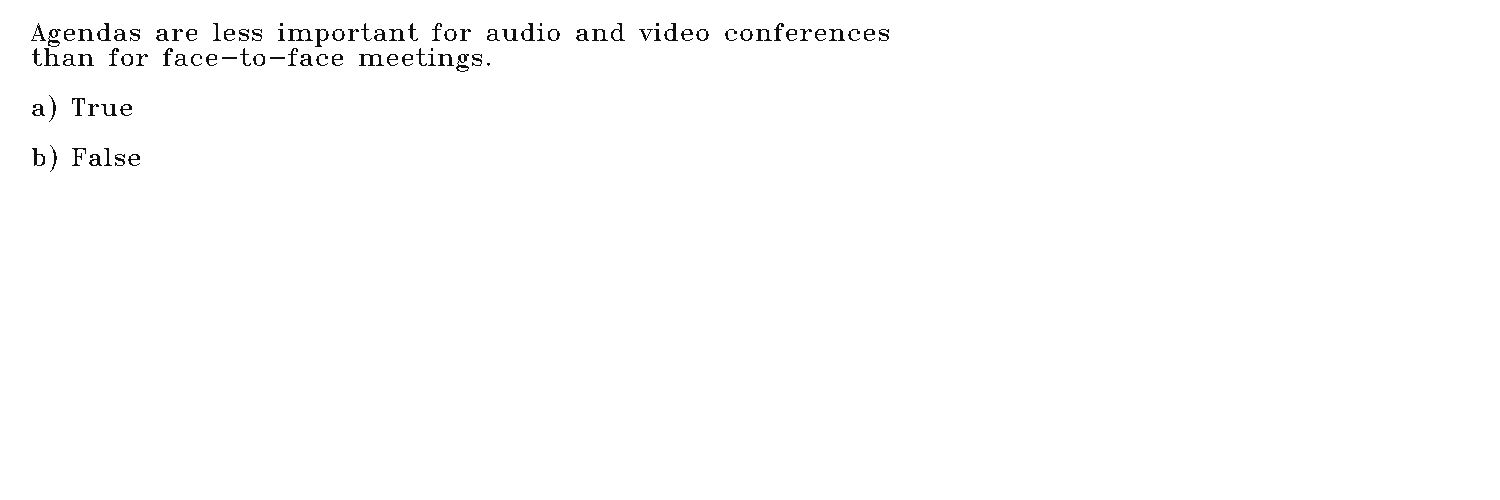 Agendas are less important for audio and video conferences
than for face-to-face meetings.
a) True
b) False